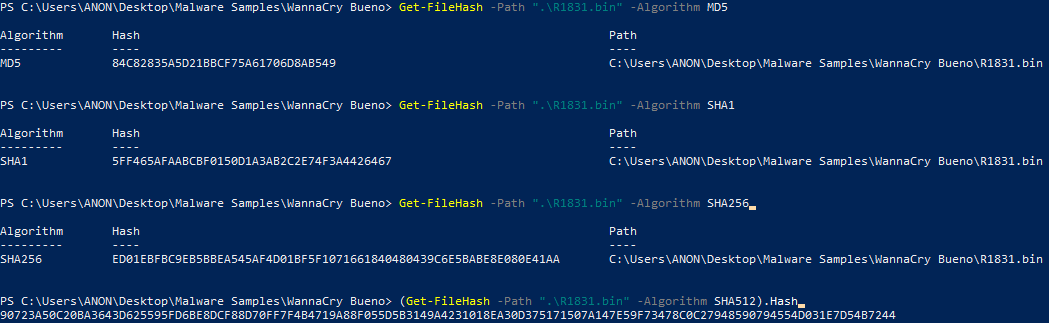 PS C:\Users\ANON\Desktop\Malware Samples\WannaCry Bueno> Get-FileHash -Path ".\R1831.bin" -Algorithm MD5
Algorithm Hash Path
--------- ---- ----
MD5 84C82835A5D21BBCF75A61706D8AB549 C:\Users\ANON\Desktop\Malware Samples\WannaCry Bueno\R1831.bin
PS C:\Users\ANON\Desktop\Malware Samples\WannaCry Bueno> Get-FileHash -Path ".\R1831.bin" -Algorithm SHA1
Algorithm Hash Path
--------- ---- ----
SHA1 5FF465AFAABCBF0150D1A3AB2C2E74F3A4426467 C:\Users\ANON\Desktop\Malware Samples\WannaCry Bueno\R1831.bin
PS C:\Users\ANON\Desktop\Malware Samples\WannaCry Bueno> Get-FileHash -Path ".\R1831.bin" -Algorithm SHA256
Algorithm Hash Path
--------- ---- ----
SHA256 ED01EBFBC9EB5BBEA545AF4D01BF5F1071661840480439C6E5BABE8E080E41AA C:\Users\ANON\Desktop\Malware Samples\WannaCry Bueno\R1831.bin
PS C:\Users\ANON\Desktop\Malware Samples\WannaCry Bueno> (Get-FileHash -Path ".\R1831.bin" -Algorithm SHA512).Hash
90723A50C20BA3643D625595FD6BE8DCF88D70FF7F4B4719A88F055D5B3149A4231018EA30D375171507A147E59F73478C0C27948590794554D031E7D54B7244